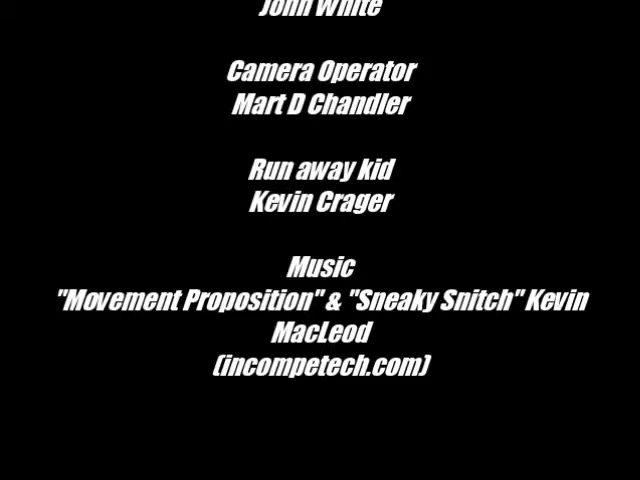 John White
Camera Operator
Mart D Chandler
Run away kid
Kevin Crager
Music
"Movement Proposition" & "Sneaky Snitch" Kevin
MacLeod
(incompetech.com)